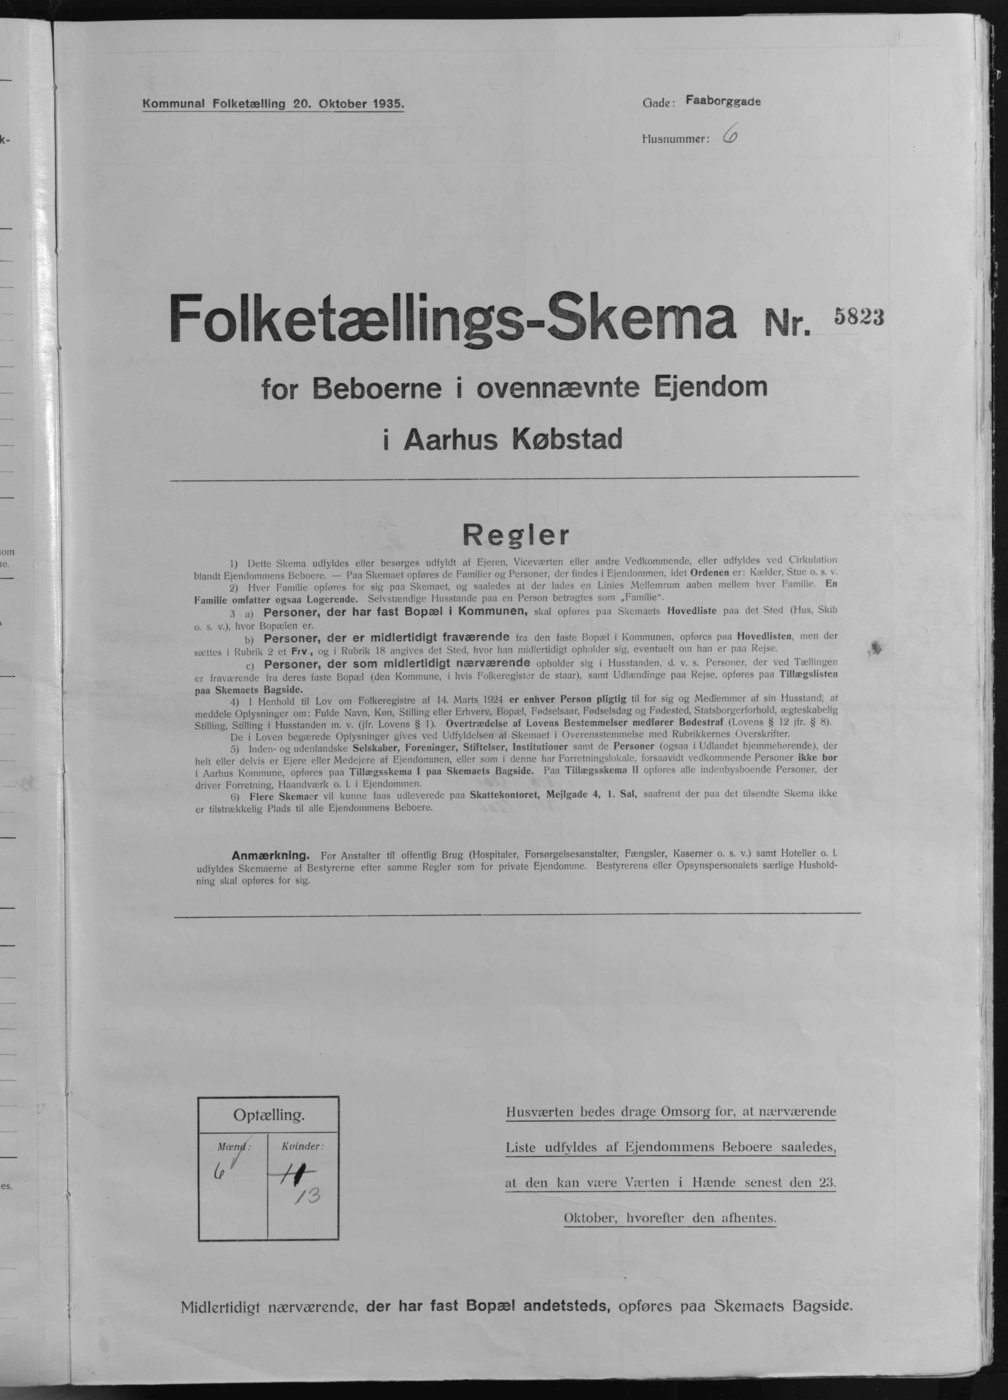 Kommunal Folketælling 20. Oktober 1935.
Gade: Faaborggade
Husnummer: 6
Folketællings-Skema Nr. 5823
for Beboerne i ovennævnte Ejendom
i Aarhus Købstad
Regler
1) Dette Skema udfyldes eller besørges udfyldt af Ejeren, Viceværten eller andre Vedkommende, eller udfyldes ved Cirkulation
blandt Ejendommens Beboere. — Paa Skemaet opføres de Familier og Personer, der findes i Ejendommen, idet Ordenen er: Kælder, Stue o. s. v.
2) Hver Familie opføres for sig paa Skemaet, og saaledes at der lades en Linies Mellemrum aaben mellem hver Familie. En
Familie omfatter ogsaa Logerende. Selvstændige Husstande paa en Person betragtes som „Familie“.
3 a) Personer, der har fast Bopæl i Kommunen, skal opføres paa Skemaets Hovedliste paa det Sted (Hus, Skib
o. s. v.), hvor Bopælen er.
b) Personer, der er midlertidigt fraværende fra den faste Bopæl i Kommunen, opføres paa Hovedlisten, men der
sættes i Rubrik 2 et Frv., og i Rubrik 18 angives det Sted, hvor han midlertidigt opholder sig, eventuelt om han er paa Rejse.
c) Personer, der som midlertidigt nærværende opholder sig i Husstanden, d. v. s. Personer, der ved Tællingen
er fraværende fra deres faste Bopæl (den Kommune, i hvis Folkeregister de staar), samt Udlændinge paa Rejse, opføres paa Tillægslisten
paa Skemaets Bagside.
4) I Henhold til Lov om Folkeregistre af 14. Marts 1924 er enhver Person pligtig til for sig og Medlemmer af sin Husstand, at
meddele Oplysninger om: Fulde Navn, Køn, Stilling eller Erhverv, Bopæl, Fødselsaar, Fødselsdag og Fødested, Statsborgerforhold, ægteskabelig
Stilling, Stilling i Husstanden m. v. (jfr. Lovens § 1). Overtrædelse af Lovens Bestemmelser medfører Bødestraf (Lovens § 12 jfr. § 8).
De i Loven begærede Oplysninger gives ved Udfyldelsen af Skemaet i Overensstemmelse med Rubrikkernes Overskrifter.
5) Inden- og udenlandske Selskaber, Foreninger, Stiftelser, Institutioner samt de Personer (ogsaa i Udlandet hjemmehørende), der
helt eller delvis er Ejere eller Medejere af Ejendommen, eller som i denne har Forretningslokale, forsaavidt vedkommende Personer ikke bor
i Aarhus Kommune, opføres paa Tillægsskema I paa Skemaets Bagside. Paa Tillægsskema II opføres alle indenbysboende Personer, der
driver Forretning, Haandværk o. l. i Ejendommen.
6) Flere Skemaer vil kunne faas udleverede paa Skattekontoret, Mejlgade 4, 1. Sal, saafremt der paa det tilsendte Skema ikke
er tilstrækkelig Plads til alle Ejendommens Beboere.
Anmærkning. For Anstalter til offentlig Brug (Hospitaler, Forsørgelsesanstalter, Fængsler, Kaserner o. s. v.) samt Hoteller o. l.
udfyldes Skemaerne af Bestyrerne efter samme Regler som for private Ejendomme. Bestyrerens eller Opsynspersonalets særlige Hushold-
ning skal opføres for sig.
Optælling.
Mænd: Kvinder:
6 11
13
Husværten bedes drage Omsorg for, at nærværende
Liste udfyldes af Ejendommens Beboere saaledes,
at den kan være Værten i Hænde senest den 23.
Oktober, hvorefter den afhentes.
Midlertidigt nærværende, der har fast Bopæl andetsteds, opføres paa Skemaets Bagside.